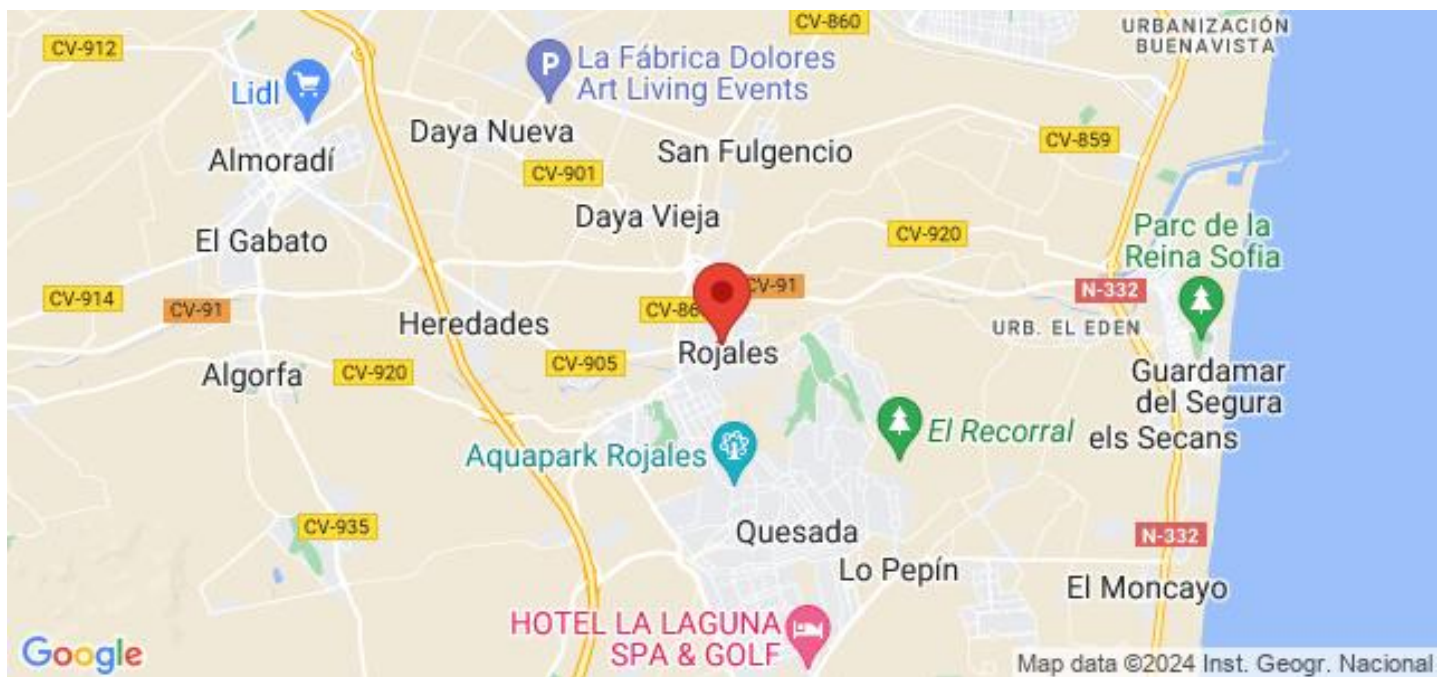 CV-860
URBANIZACIÓN
BUENAVISTA
CV-912
La Fábrica Dolores
Art Living Events
Lidl
Daya Nueva
CV-859
San Fulgencio
Almoradí
CV-901
Daya Vieja
Parc de la
Reina Sofia
El Gabato
CV-920
CV-91
N-332
CV-914
CV-91
CV-86
Heredades
URB. EL EDEN
Rojales
CV-905
Algorfa
CV-920
Guardamar
del Segura
El Recorral
els Secans
Aquapark Rojales
CV-935
Quesada
N-332
Lo Pepín
El Moncayo
HOTEL LA LAGUNA
SPA & GOLF
Google
Map data ©2024 Inst. Geogr. Nacional